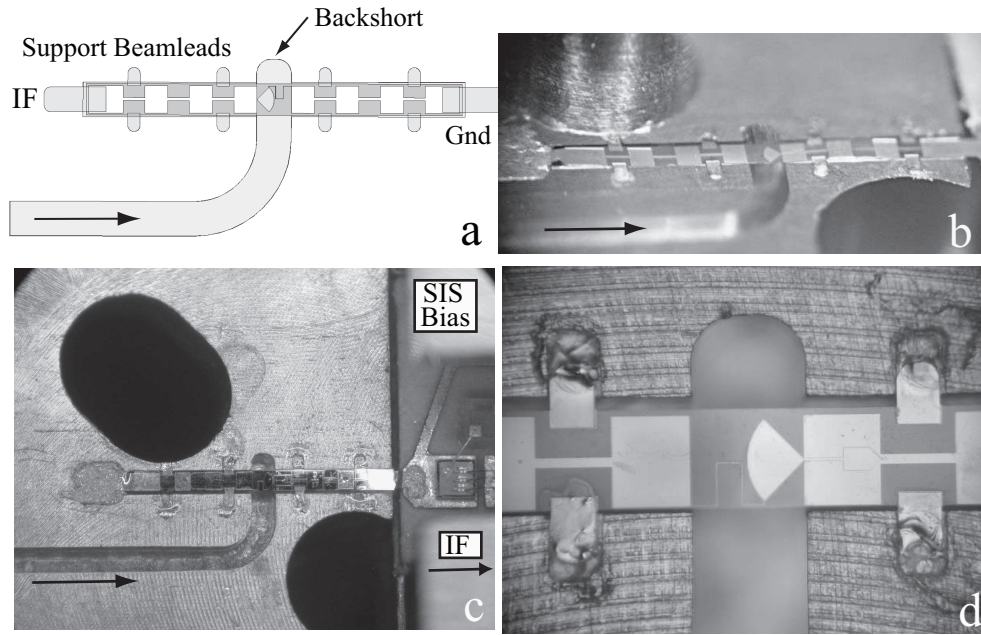 Backshort
Support Beamleads
IF
Gnd
a
b
SIS
Bias
IF
c
d